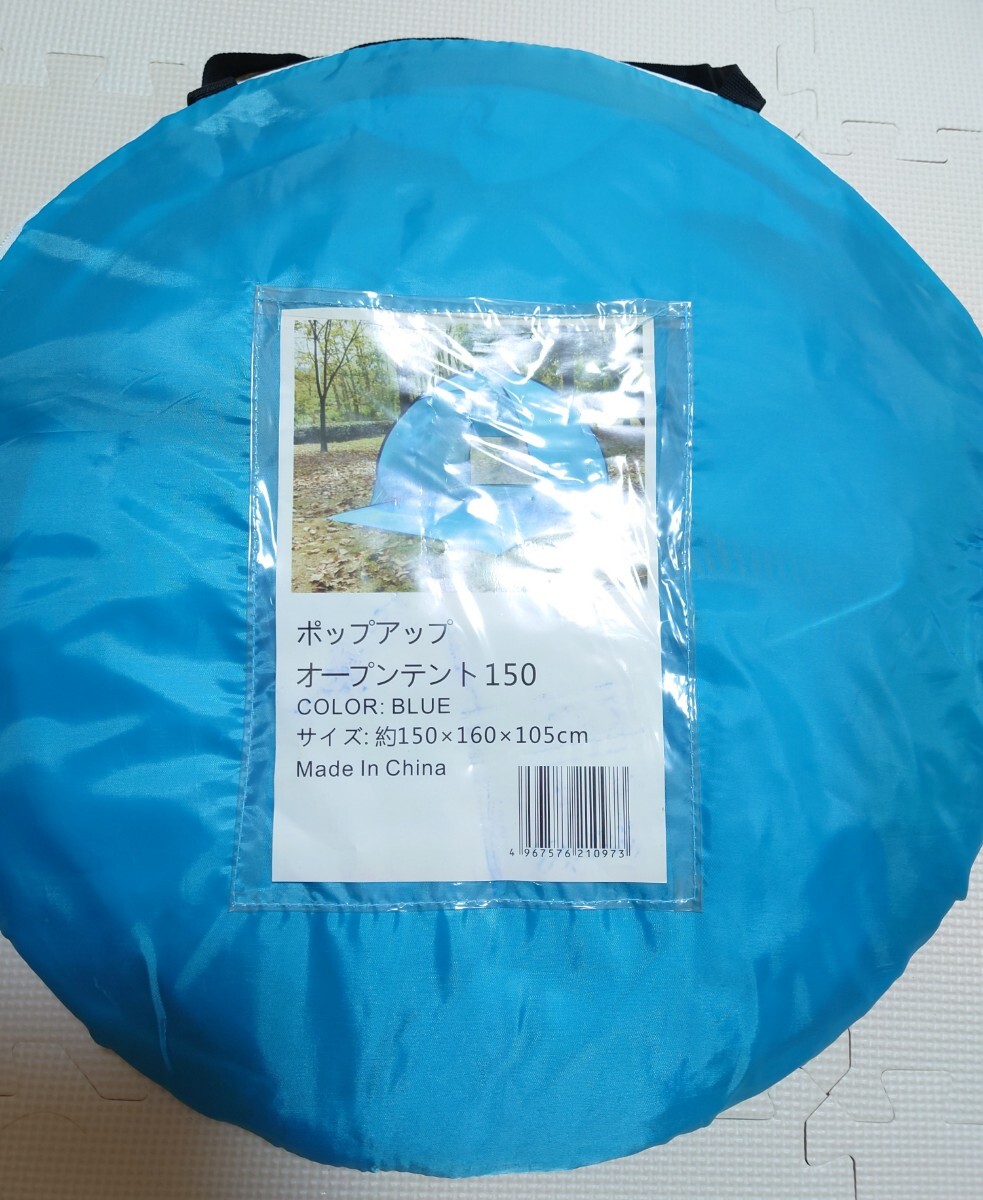 ポップアップ
オープンテント150
COLOR: BLUE
サイズ: 約150×160×105cm
Made In China
4 967576 210973